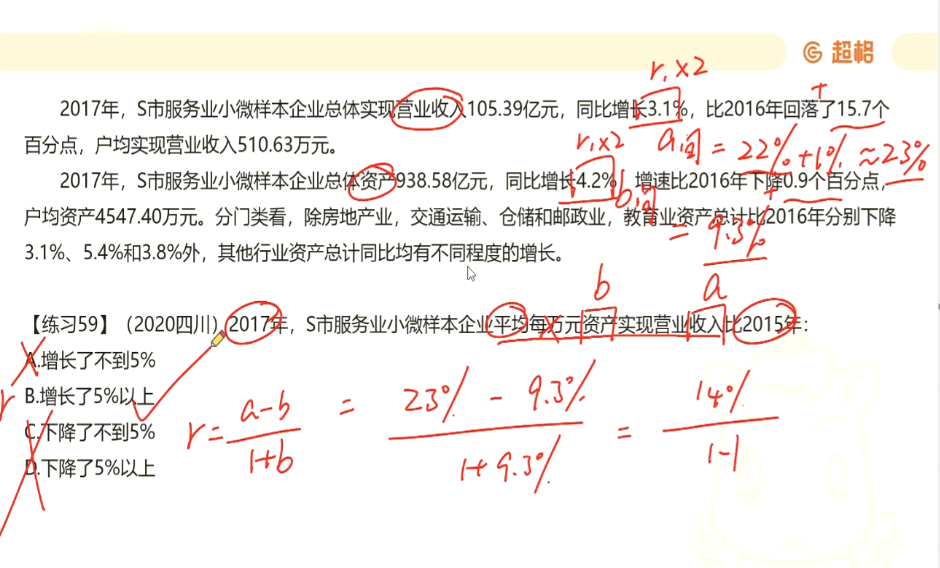 超格
r₁×2
2017年，S市服务业小微样本企业总体实现营业收入105.39亿元，同比增长3.1%，比2016年回落了15.7个
+
百分点，户均实现营业收入510.63万元。
r₁×2 a间 = 22%+1% ≈23%
2017年，S市服务业小微样本企业总体资产938.58亿元，同比增长4.2%，增速比2016年下降0.9个百分点，
+
b间
户均资产4547.40万元。分门类看，除房地产业，交通运输、仓储和邮政业，教育业资产总计比2016年分别下降
= 9.3%
3.1%、5.4%和3.8%外，其他行业资产总计同比均有不同程度的增长。
b a
【练习59】（2020四川）2017年，S市服务业小微样本企业平均每万元资产实现营业收入比2015年：
A.增长了不到5%
B.增长了5%以上
C.下降了不到5%
D.下降了5%以上
r
r= a-b / 1+b = 23% - 9.3% / 1+9.3% = 14% / 1-1